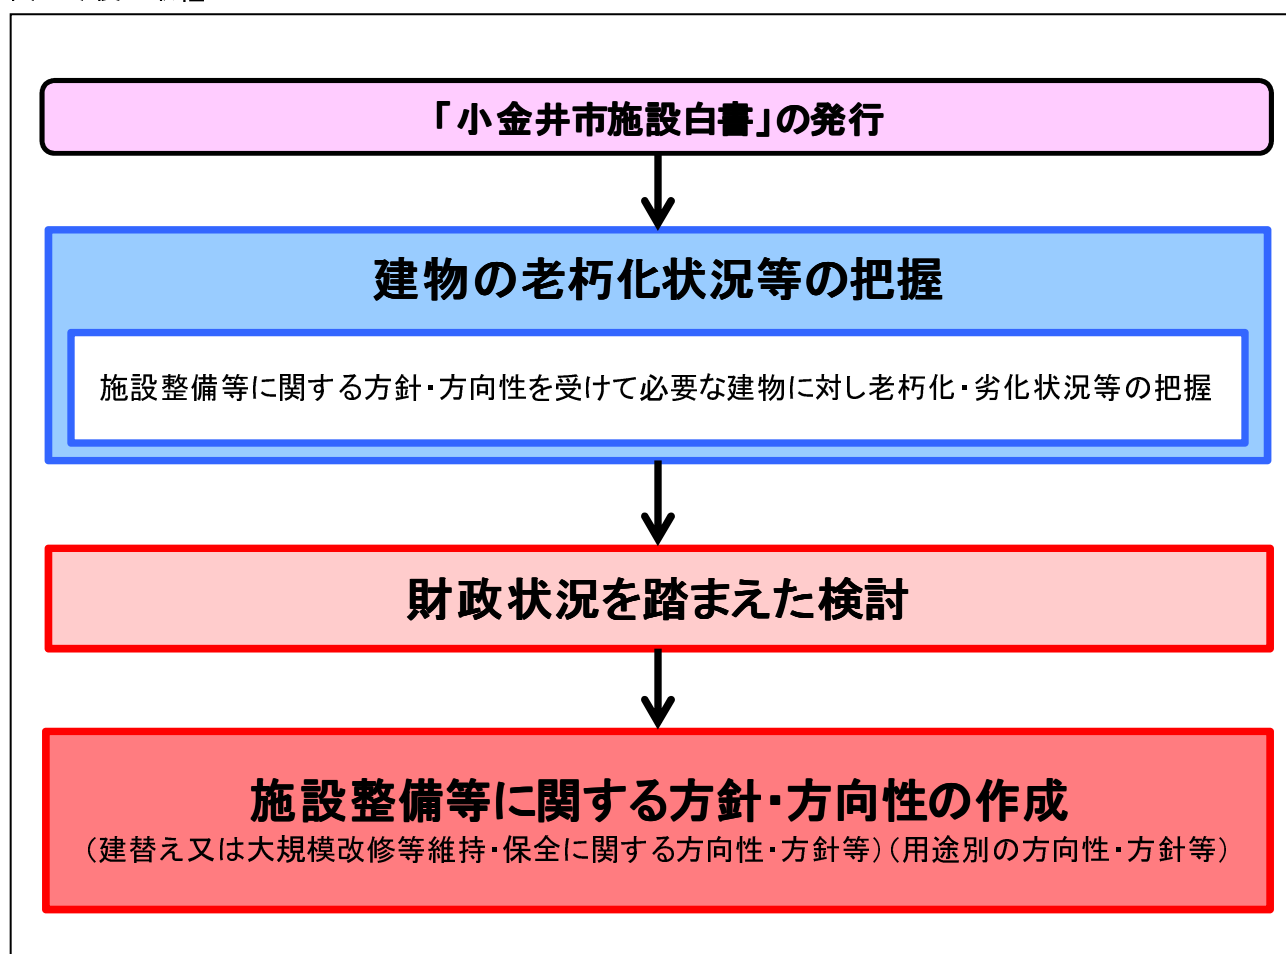 「小金井市施設白書」の発行
建物の老朽化状況等の把握
施設整備等に関する方針・方向性を受けて必要な建物に対し老朽化・劣化状況等の把握
財政状況を踏まえた検討
施設整備等に関する方針・方向性の作成
（建替え又は大規模改修等維持・保全に関する方向性・方針等）（用途別の方向性・方針等）